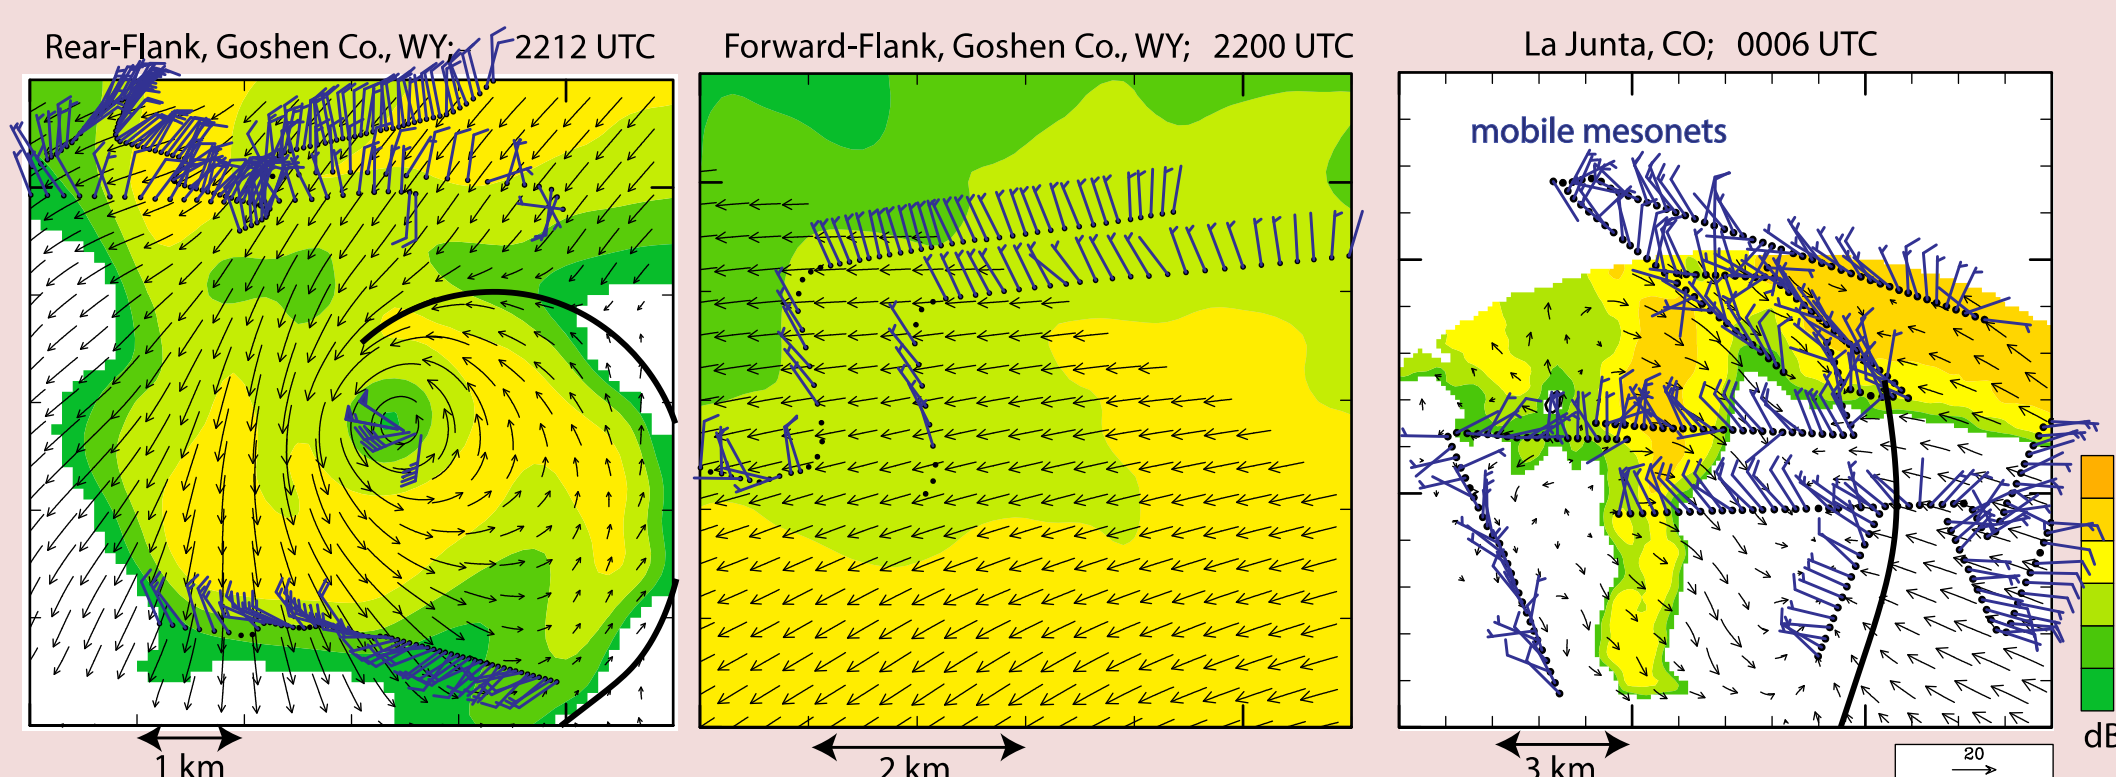 Rear-Flank, Goshen Co., WY; 2212 UTC
Forward-Flank, Goshen Co., WY; 2200 UTC
La Junta, CO; 0006 UTC
mobile mesonets
1 km
2 km
3 km
20